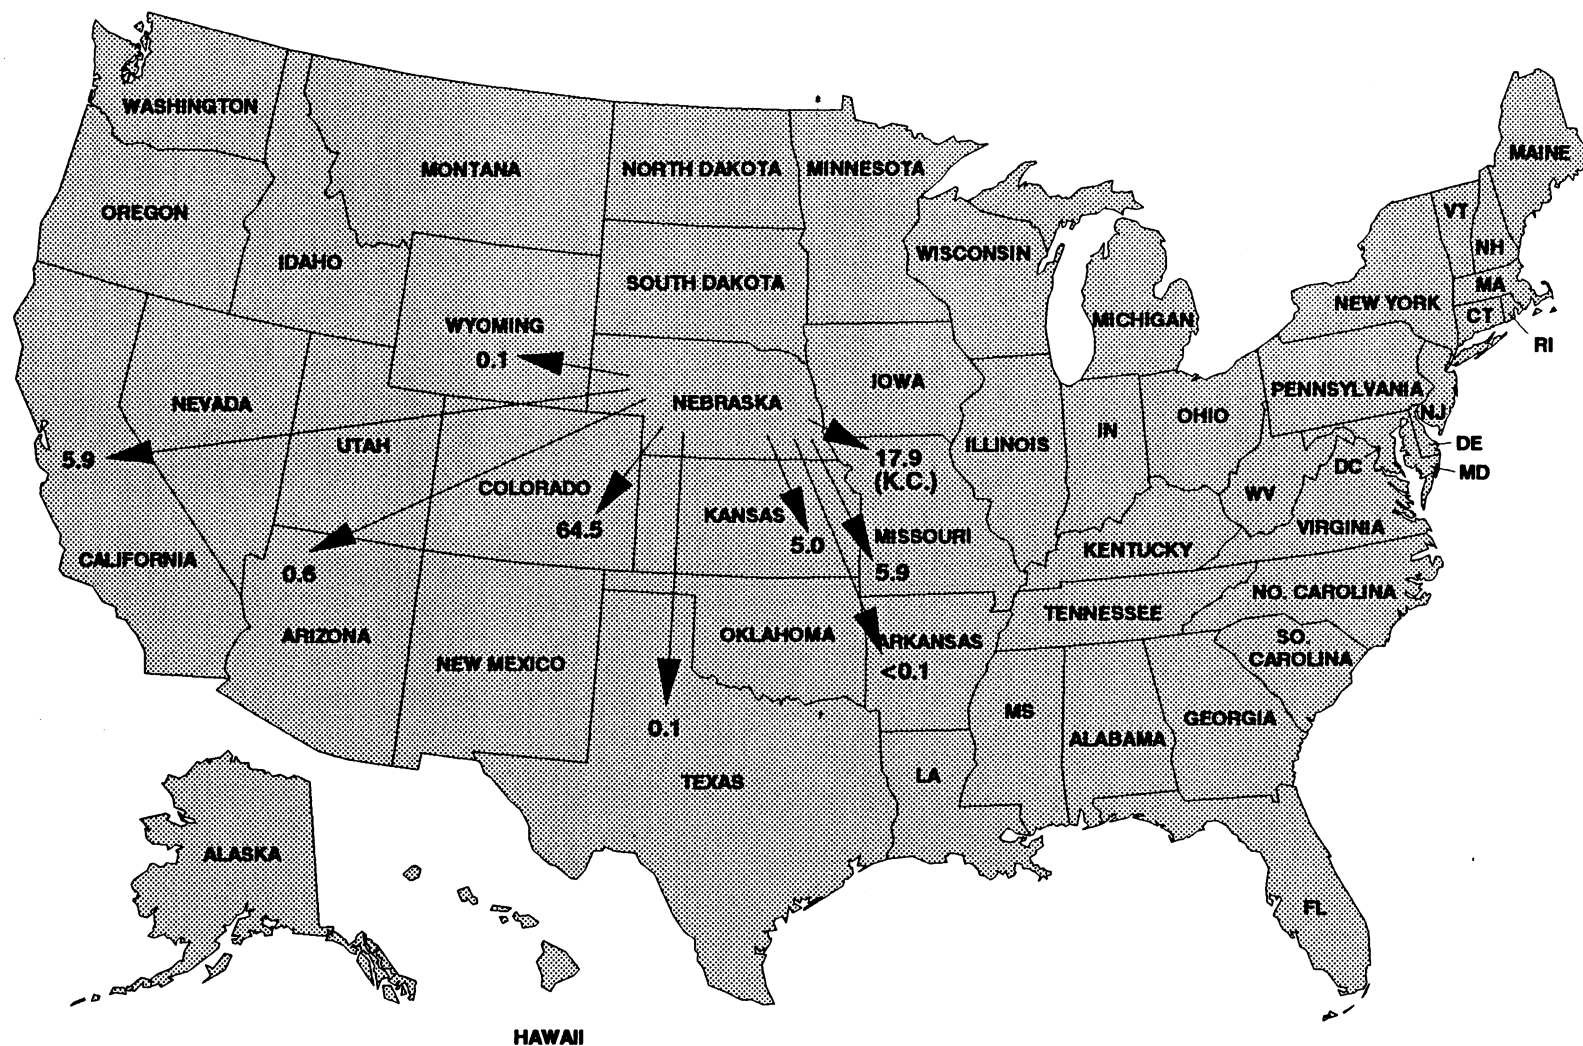 WASHINGTON
MONTANA
NORTH DAKOTA
MINNESOTA
MAINE
OREGON
VT
IDAHO
WISCONSIN
NH
SOUTH DAKOTA
MA
NEW YORK
CT
WYOMING
MICHIGAN
RI
0.1
IOWA
PENNSYLVANIA
NEVADA
NEBRASKA
OHIO
NJ
UTAH
IN
ILLINOIS
DE
5.9
17.9
(K.C.)
DC
MD
COLORADO
WV
KANSAS
64.5
VIRGINIA
MISSOURI
5.0
KENTUCKY
CALIFORNIA
0.6
5.9
NO. CAROLINA
TENNESSEE
ARIZONA
OKLAHOMA
ARKANSAS
SO.
CAROLINA
NEW MEXICO
<0.1
MS
GEORGIA
0.1
ALABAMA
LA
TEXAS
ALASKA
FL
HAWAII